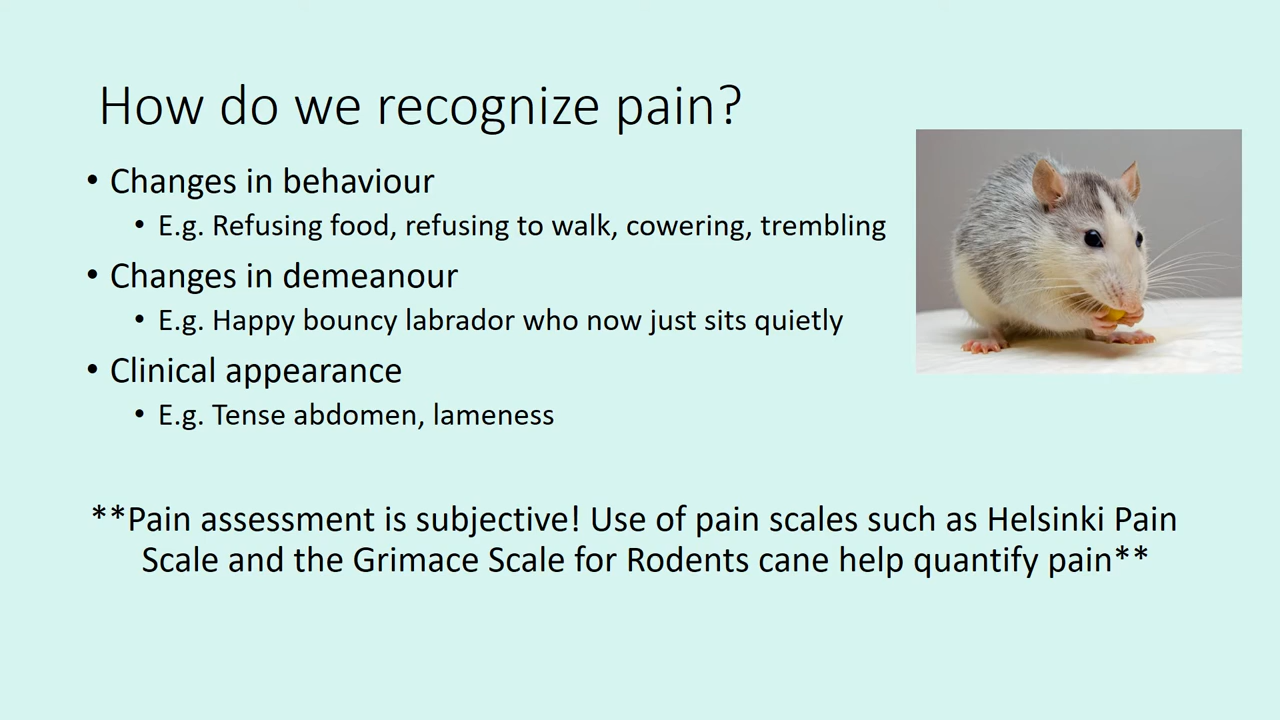 How do we recognize pain?
• Changes in behaviour
• E.g. Refusing food, refusing to walk, cowering, trembling
• Changes in demeanour
• E.g. Happy bouncy labrador who now just sits quietly
• Clinical appearance
• E.g. Tense abdomen, lameness
**Pain assessment is subjective! Use of pain scales such as Helsinki Pain
Scale and the Grimace Scale for Rodents cane help quantify pain**